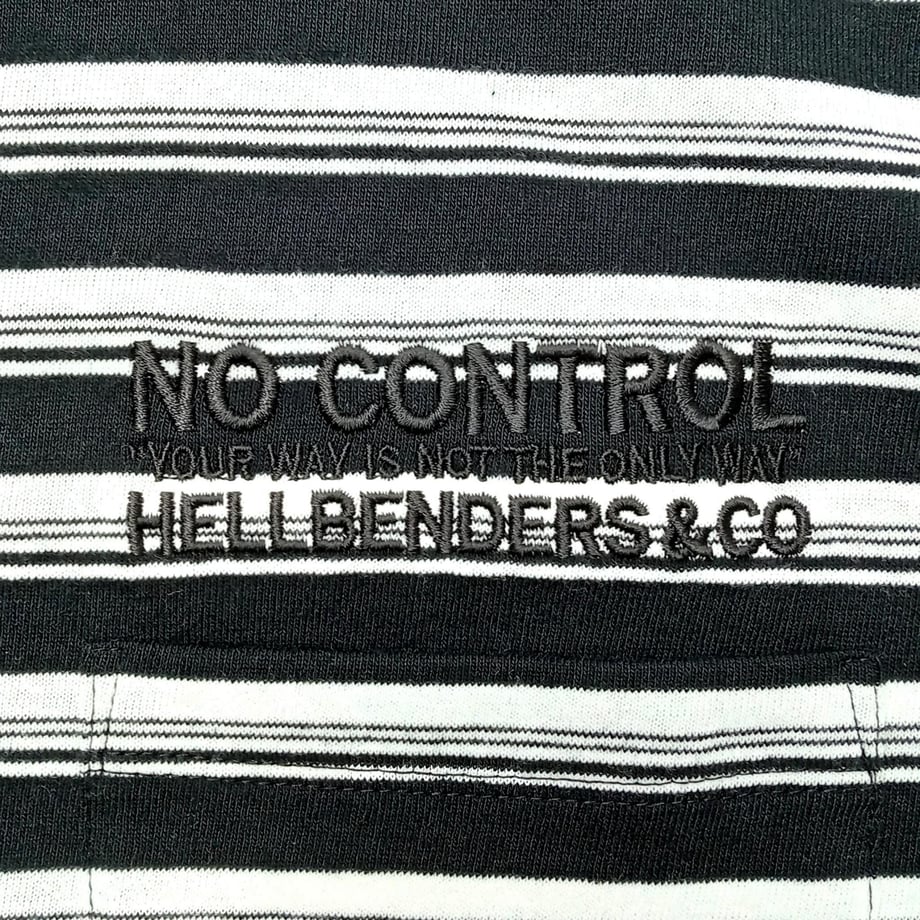 NO CONTROL
"YOUR WAY IS NOT THE ONLY WAY"
HELLBENDERS & CO